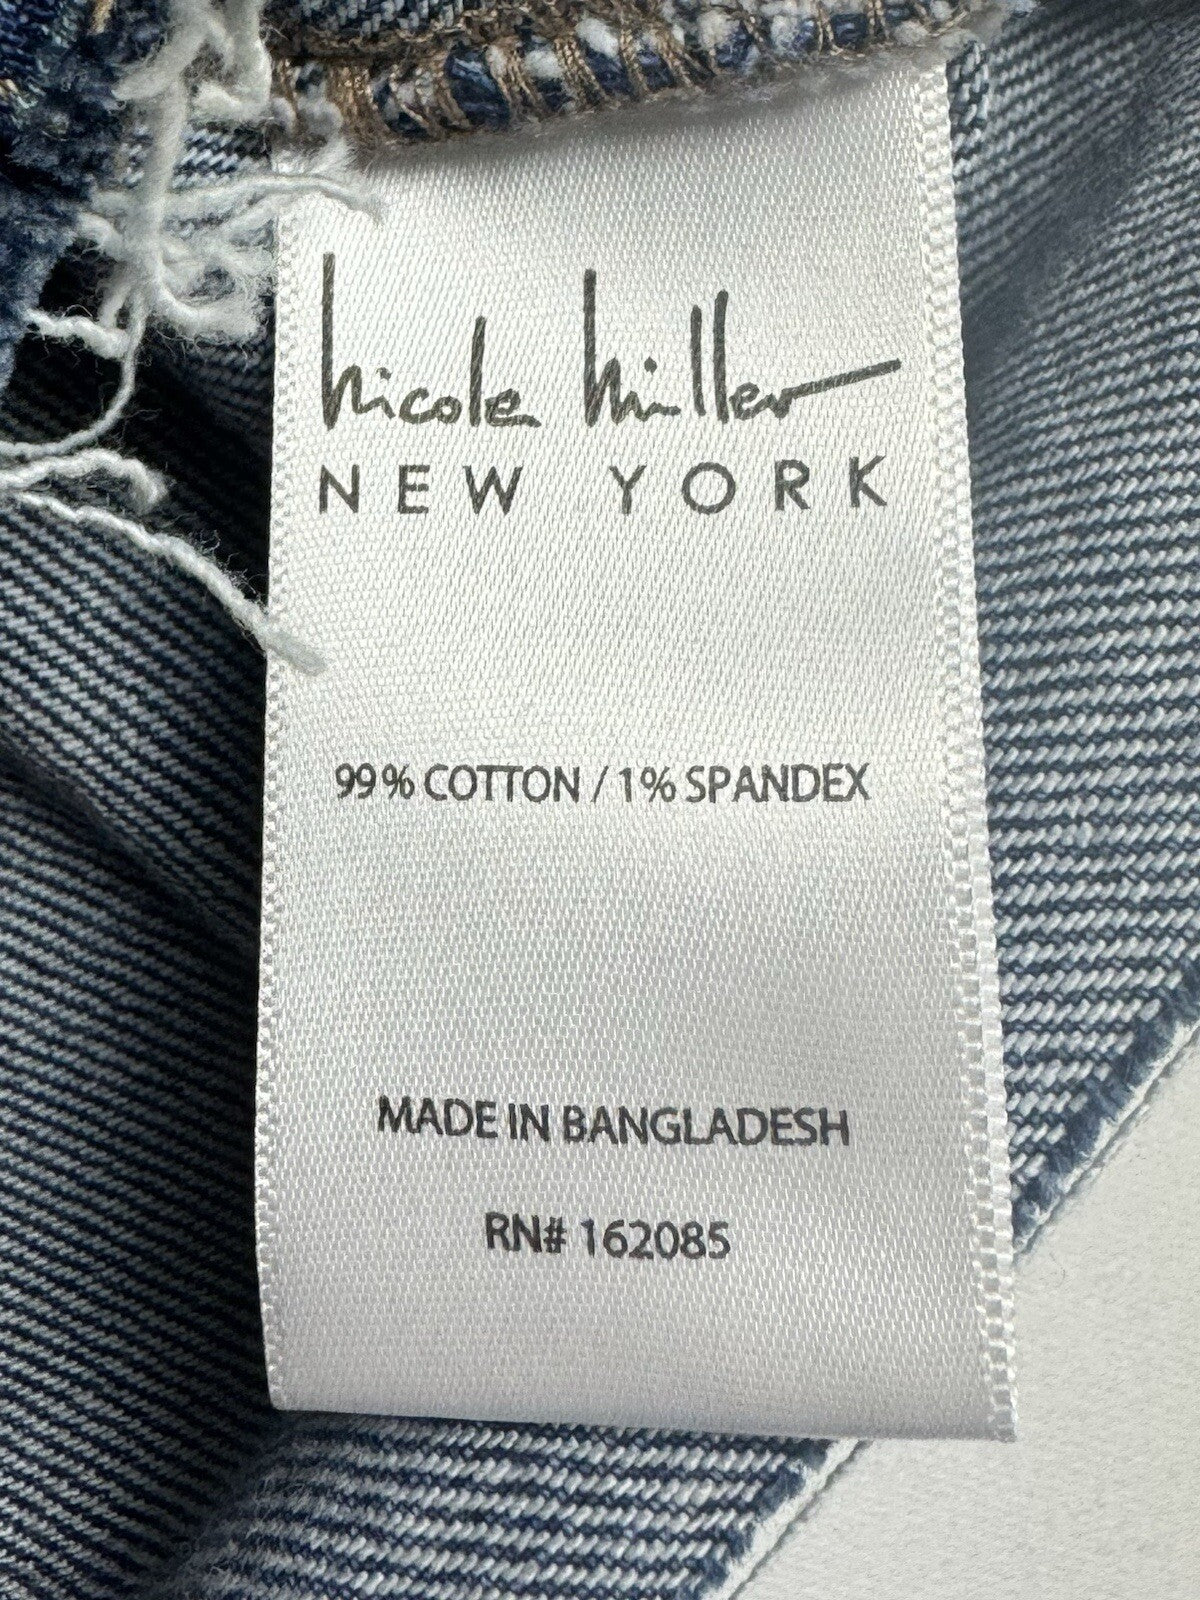 nicole miller
NEW YORK
99% COTTON / 1% SPANDEX
MADE IN BANGLADESH
RN# 162085